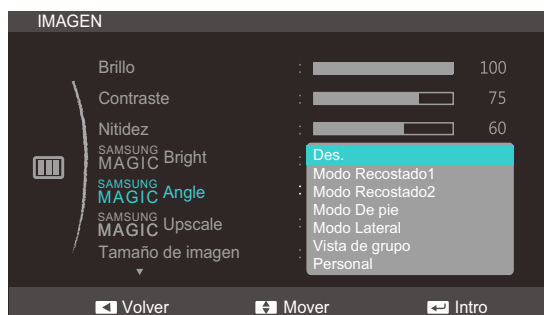 IMAGEN
Brillo : 100
Contraste : 75
Nitidez : 60
SAMSUNG MAGIC Bright :
SAMSUNG MAGIC Angle :
SAMSUNG MAGIC Upscale :
Tamaño de imagen :
Des.
Modo Recostado1
Modo Recostado2
Modo De pie
Modo Lateral
Vista de grupo
Personal
Volver Mover Intro